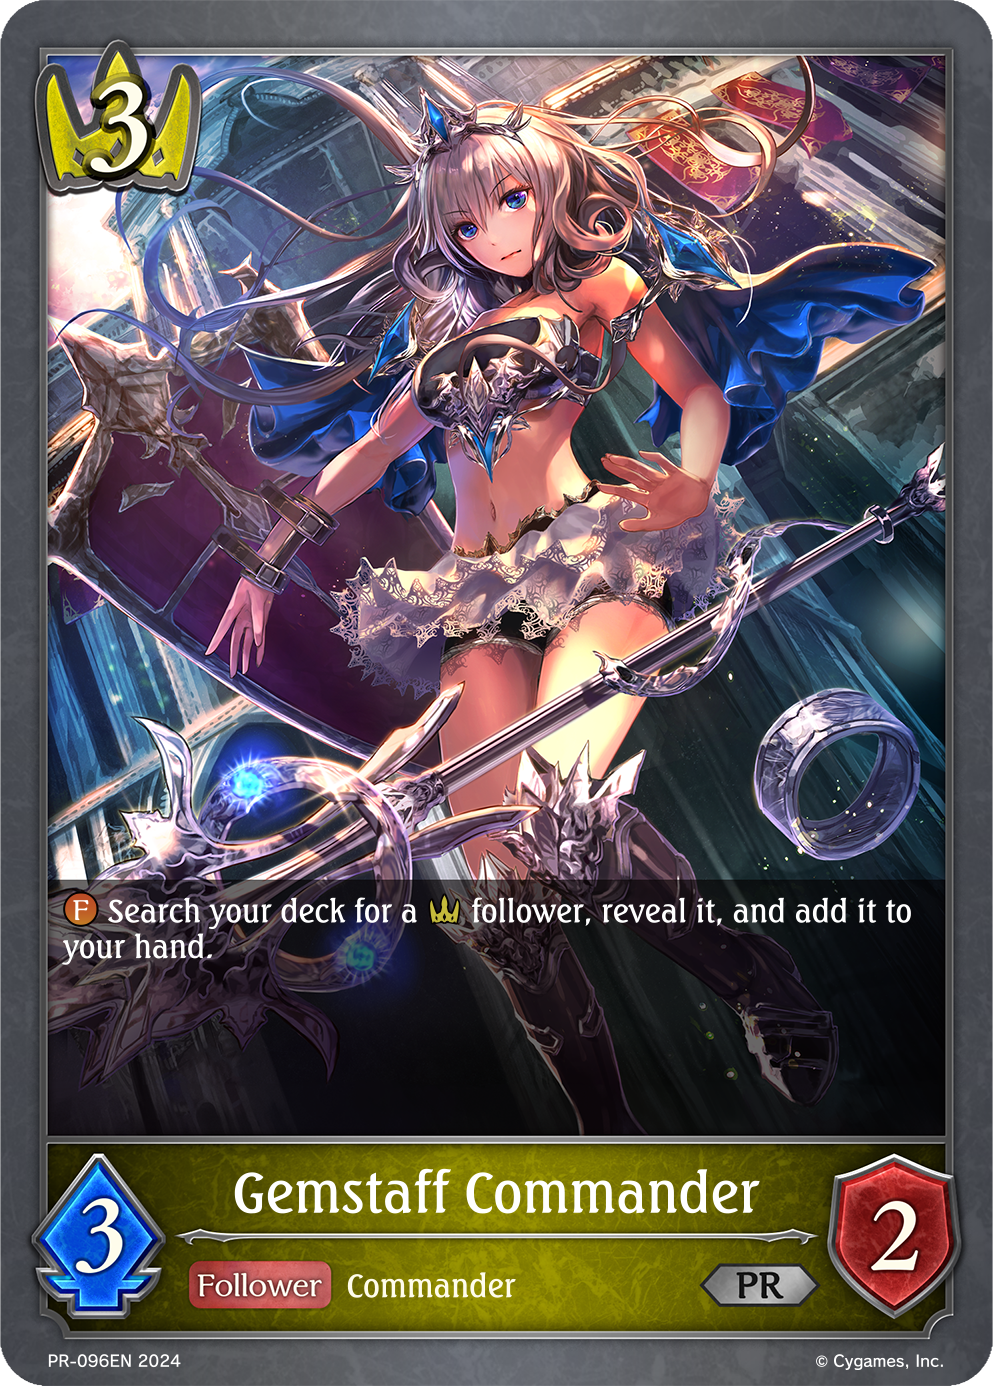 3
F Search your deck for a follower, reveal it, and add it to
your hand.
Gemstaff Commander
3
2
Follower Commander
PR
PR-096EN 2024
© Cygames, Inc.